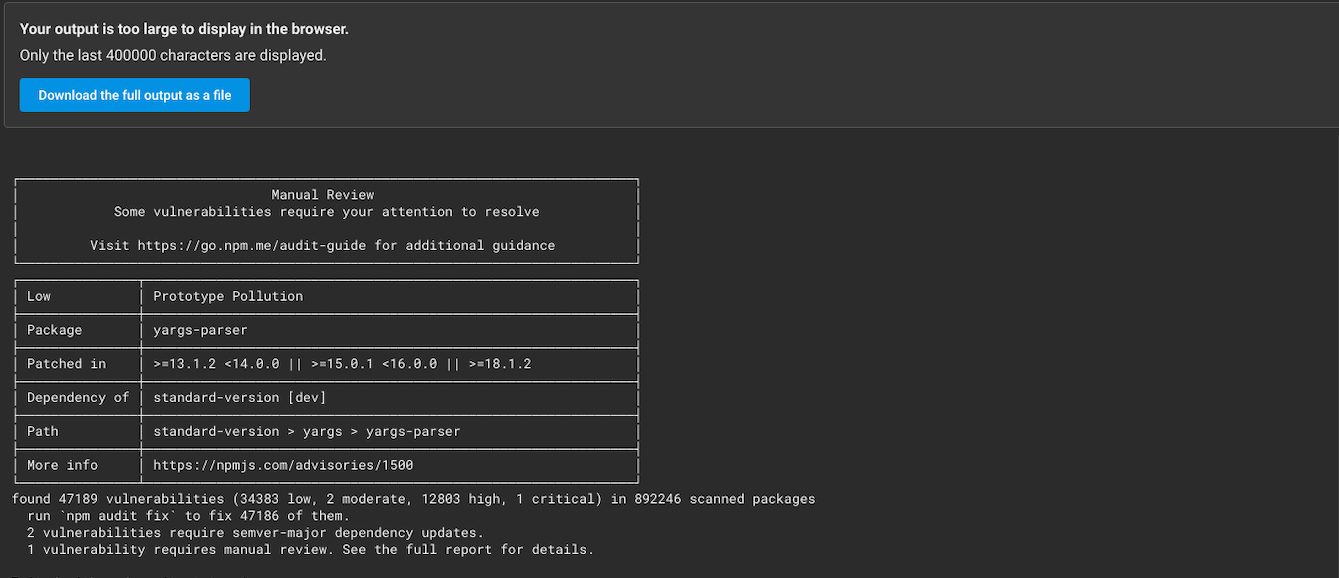 Your output is too large to display in the browser.
Only the last 400000 characters are displayed.
Download the full output as a file
Manual Review
Some vulnerabilities require your attention to resolve
Visit https://go.npm.me/audit-guide for additional guidance
Low Prototype Pollution
Package yargs-parser
Patched in >=13.1.2 <14.0.0 || >=15.0.1 <16.0.0 || >=18.1.2
Dependency of standard-version [dev]
Path standard-version > yargs > yargs-parser
More info https://npmjs.com/advisories/1500
found 47189 vulnerabilities (34383 low, 2 moderate, 12803 high, 1 critical) in 892246 scanned packages
run `npm audit fix` to fix 47186 of them.
2 vulnerabilities require semver-major dependency updates.
1 vulnerability requires manual review. See the full report for details.